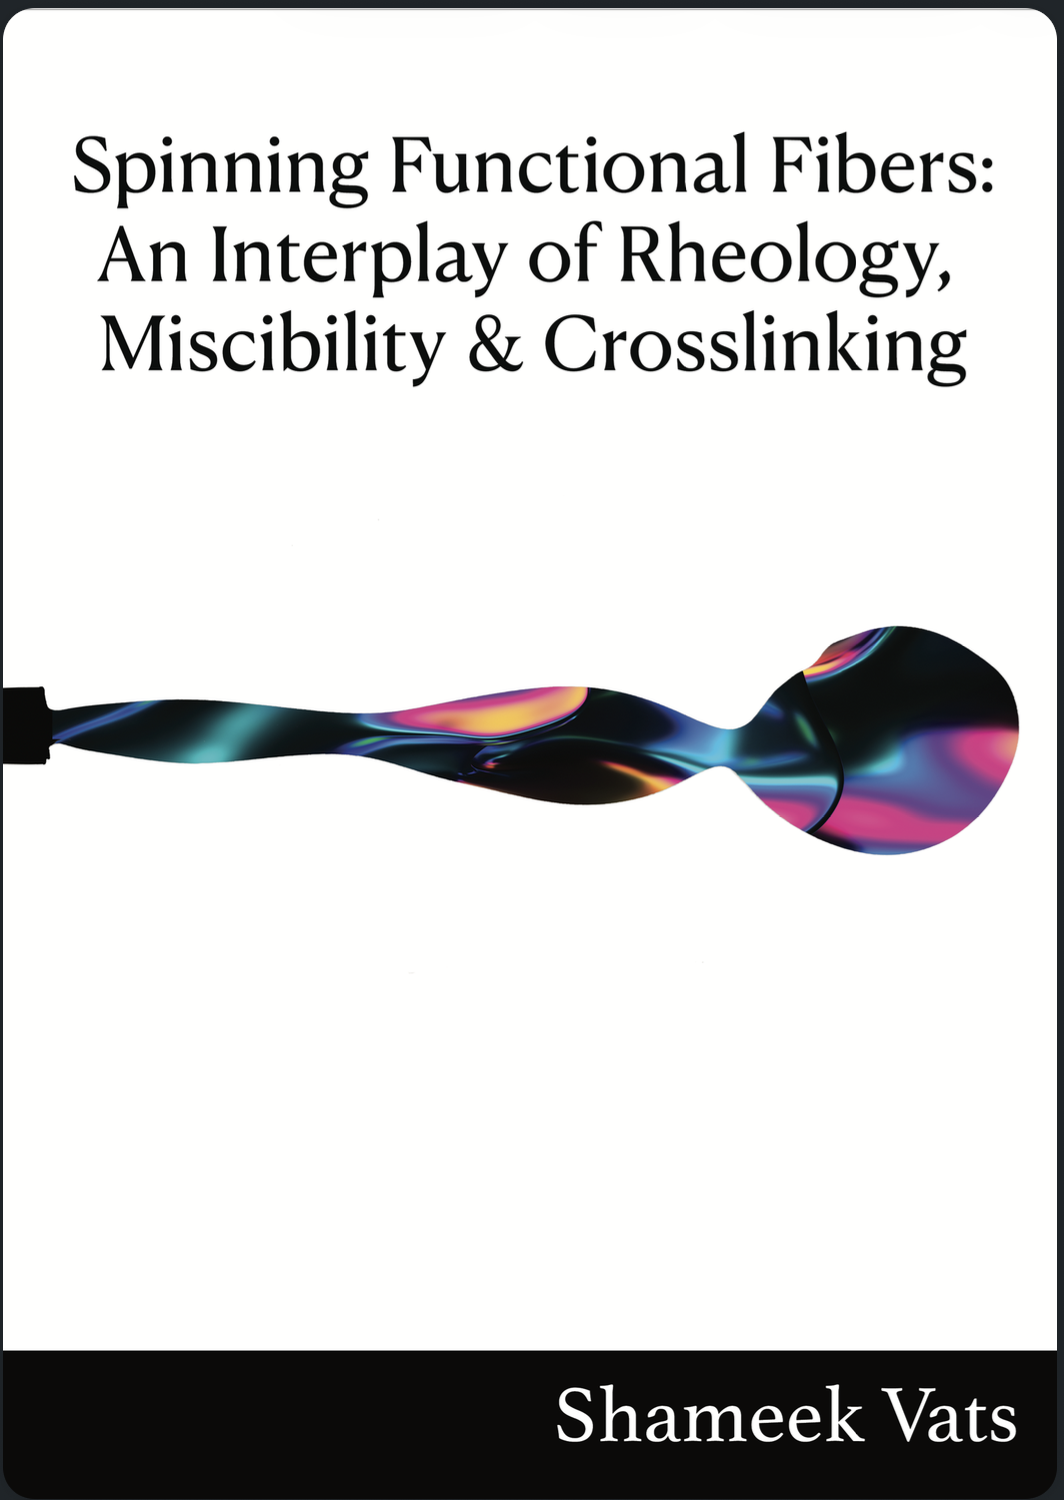 Spinning Functional Fibers:
An Interplay of Rheology,
Miscibility & Crosslinking
Shameek Vats